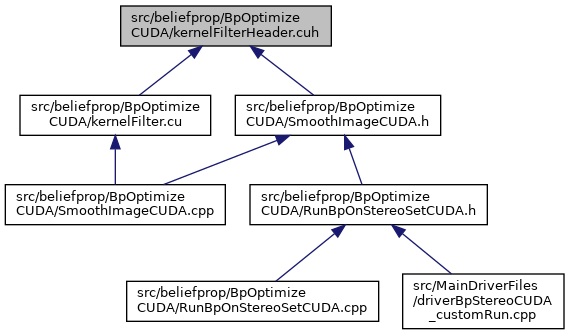 src/beliefprop/BpOptimize
CUDA/kernelFilterHeader.cuh
src/beliefprop/BpOptimize
CUDA/kernelFilter.cu
src/beliefprop/BpOptimize
CUDA/SmoothImageCUDA.h
src/beliefprop/BpOptimize
CUDA/SmoothImageCUDA.cpp
src/beliefprop/BpOptimize
CUDA/RunBpOnStereoSetCUDA.h
src/beliefprop/BpOptimize
CUDA/RunBpOnStereoSetCUDA.cpp
src/MainDriverFiles
/driverBpStereoCUDA
_customRun.cpp